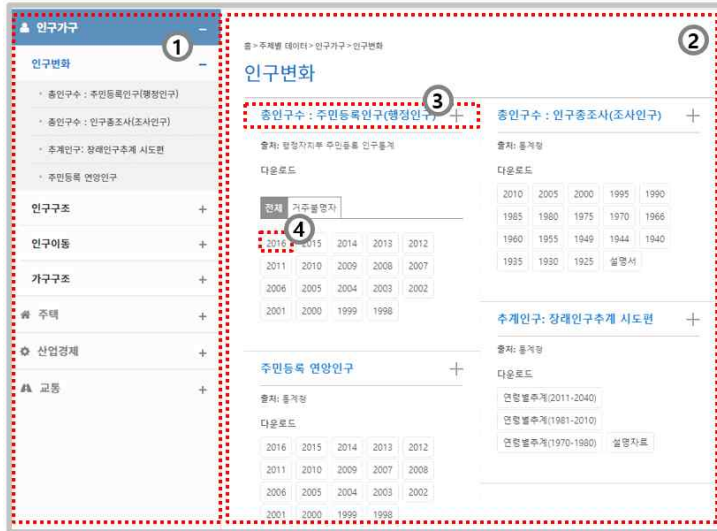 인구가구
인구변화
총인구수 : 주민등록인구(행정인구)
총인구수 : 인구총조사(조사인구)
추계인구: 장래인구추계 시도편
주민등록 연앙인구
인구구조
인구이동
가구구조
주택
산업경제
교통
①
②
홈 > 주제별 데이터 > 인구가구 > 인구변화
인구변화
③
총인구수 : 주민등록인구(행정인구)
출처: 행정자치부 주민등록 인구통계
다운로드
전체 거주불명자
④
2016 2015 2014 2013 2012
2011 2010 2009 2008 2007
2006 2005 2004 2003 2002
2001 2000 1999 1998
주민등록 연앙인구
출처: 통계청
다운로드
2016 2015 2014 2013 2012
2011 2010 2009 2007 2008
2006 2005 2004 2003 2002
2001 2000 1999 1998
총인구수 : 인구총조사(조사인구)
출처: 통계청
다운로드
2010 2005 2000 1995 1990
1985 1980 1975 1970 1966
1960 1955 1949 1944 1940
1935 1930 1925 설명서
추계인구: 장래인구추계 시도편
출처: 통계청
다운로드
연령별추계(2011-2040)
연령별추계(1981-2010)
연령별추계(1970-1980) 설명자료